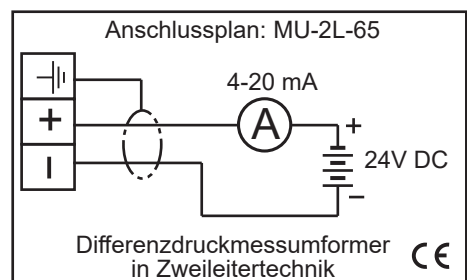 Anschlussplan: MU-2L-65
4-20 mA
+
A
+
24V DC
–
–
Differenzdruckmessumformer
in Zweileitertechnik
CE